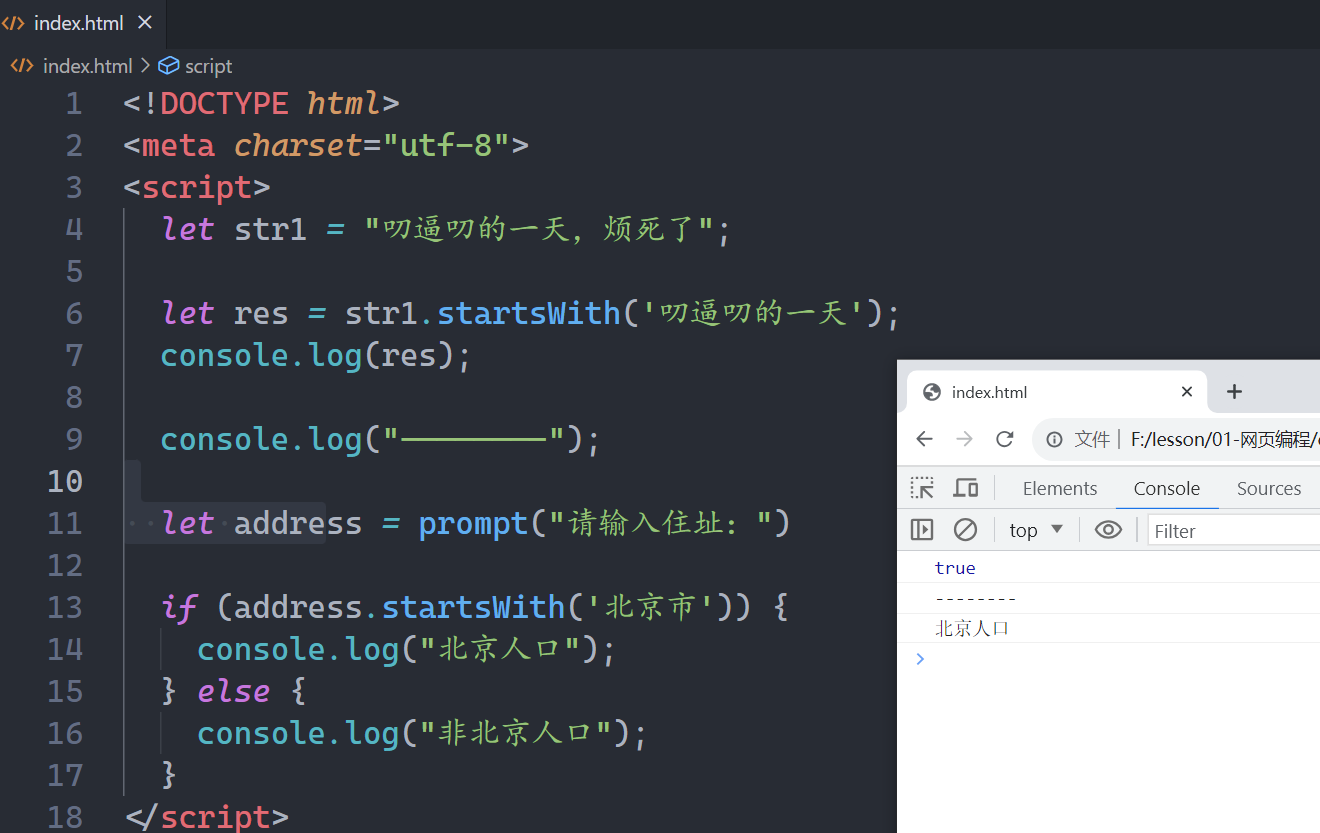 index.html
index.html > script
1 <!DOCTYPE html>
2 <meta charset="utf-8">
3 <script>
4 let str1 = "叨逼叨的一天，烦死了";
5
6 let res = str1.startsWith('叨逼叨的一天');
7 console.log(res);
8
9 console.log("--------");
10
11 let address = prompt("请输入住址：")
12
13 if (address.startsWith('北京市')) {
14 console.log("北京人口");
15 } else {
16 console.log("非北京人口");
17 }
18 </script>
index.html
文件 F:/lesson/01-网页编程/
Elements Console Sources
top Filter
true
--------
北京人口